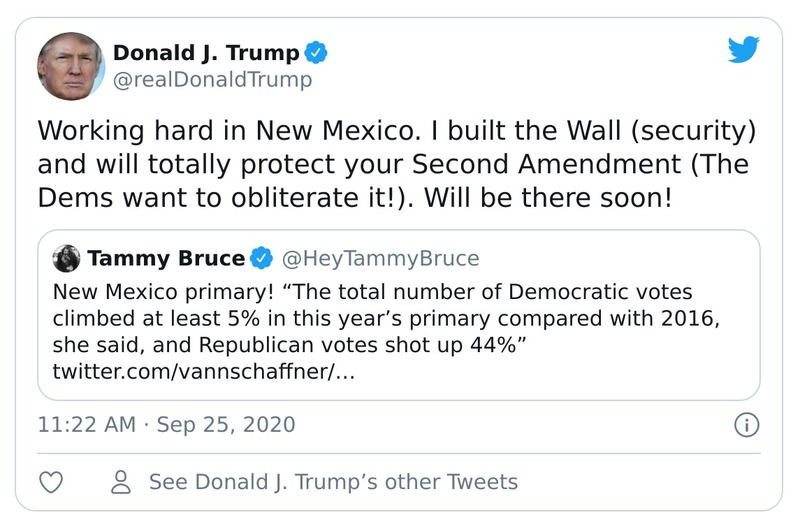 Donald J. Trump
@realDonaldTrump
Working hard in New Mexico. I built the Wall (security)
and will totally protect your Second Amendment (The
Dems want to obliterate it!). Will be there soon!
Tammy Bruce @HeyTammyBruce
New Mexico primary! “The total number of Democratic votes
climbed at least 5% in this year’s primary compared with 2016,
she said, and Republican votes shot up 44%”
twitter.com/vannschaffner/…
11:22 AM · Sep 25, 2020
See Donald J. Trump’s other Tweets